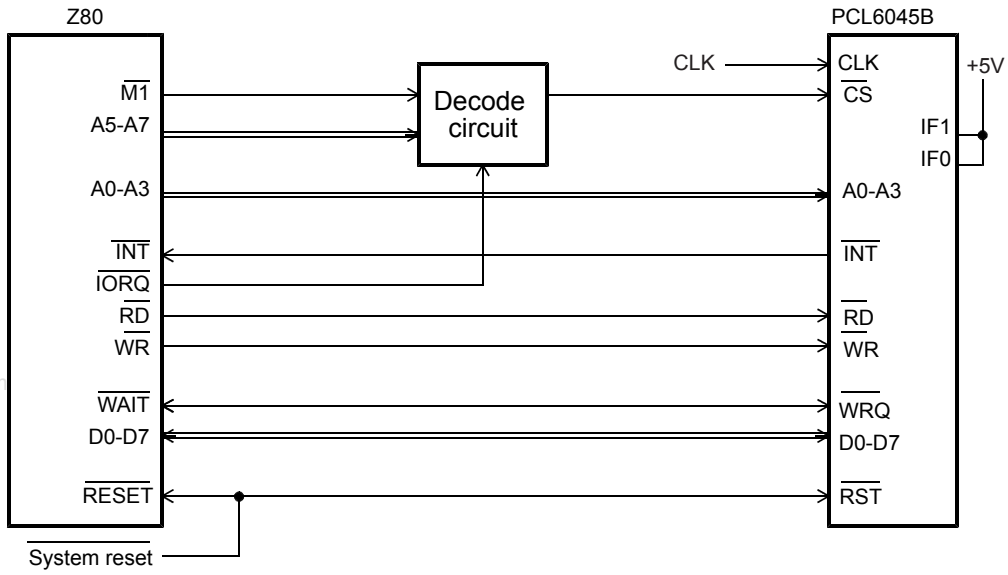 Z80
PCL6045B
CLK
CLK
+5V
M1
CS
A5-A7
Decode
circuit
IF1
IF0
A0-A3
A0-A3
INT
INT
IORQ
RD
RD
WR
WR
WAIT
WRQ
D0-D7
D0-D7
RESET
RST
System reset